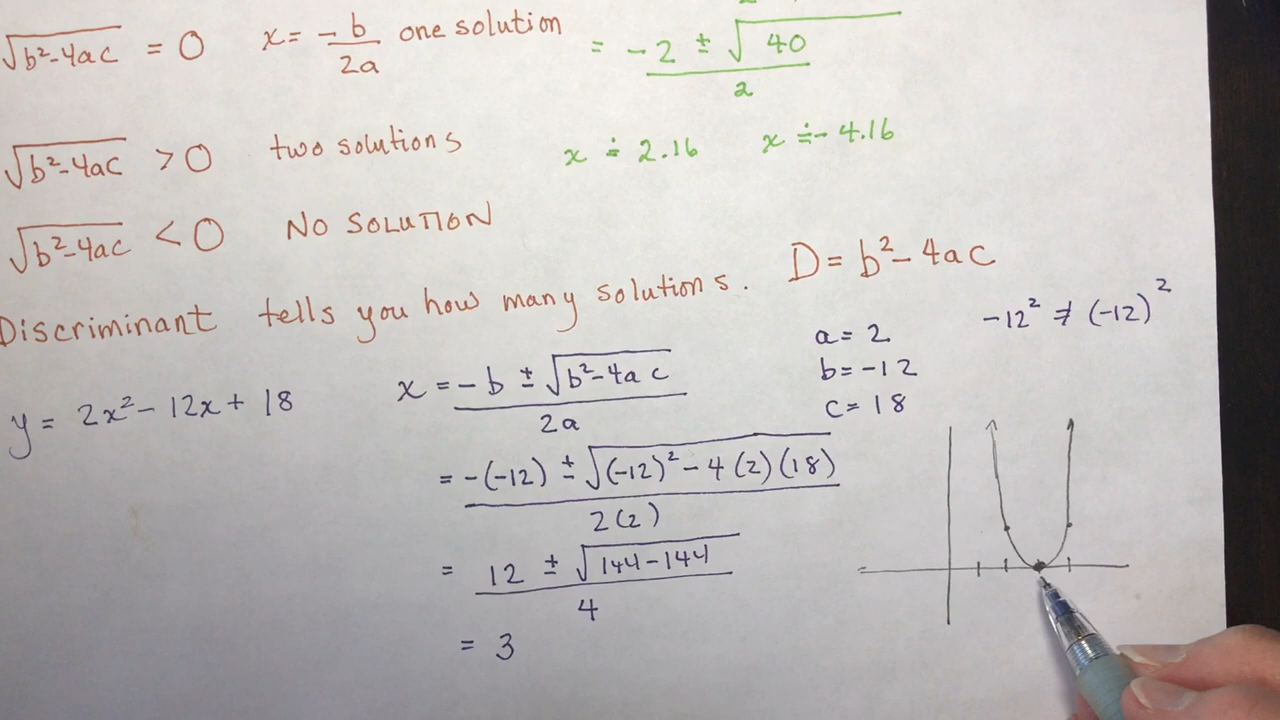 √b²-4ac = 0 x = -b/2a one solution
= -2 ± √40 / 2
√b²-4ac > 0 two solutions
x ≐ 2.16 x ≐ -4.16
√b²-4ac < 0 NO SOLUTION
Discriminant tells you how many solutions. D = b²-4ac
y = 2x² - 12x + 18
x = -b ± √b²-4ac / 2a
a = 2
b = -12
c = 18
-12² ≠ (-12)²
= -(-12) ± √(-12)² - 4(2)(18) / 2(2)
= 12 ± √144-144 / 4
= 3